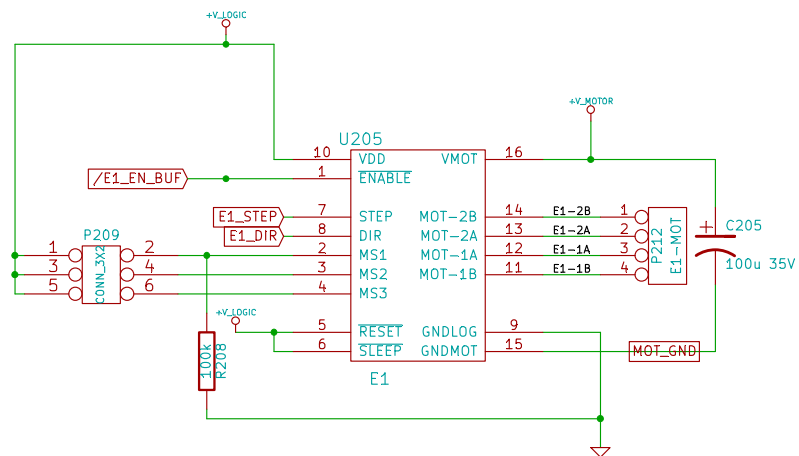 +V_LOGIC
+V_MOTOR
U205
10 VDD VMOT 16
/E1_EN_BUF 1 ENABLE
E1_STEP 7 STEP MOT-2B 14 E1-2B 1
E1_DIR 8 DIR MOT-2A 13 E1-2A 2
2 MS1 MOT-1A 12 E1-1A 3
3 MS2 MOT-1B 11 E1-1B 4
4 MS3
P212
E1-MOT
C205
100u 35V
P209
1 2
3 4
5 6
CONN_3X2
+V_LOGIC
5 RESET GNDLOG 9
6 SLEEP GNDMOT 15 MOT_GND
100k
R208
E1